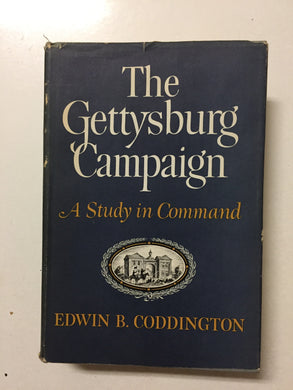 The
Gettysburg
Campaign
A Study in Command
EDWIN B. CODDINGTON